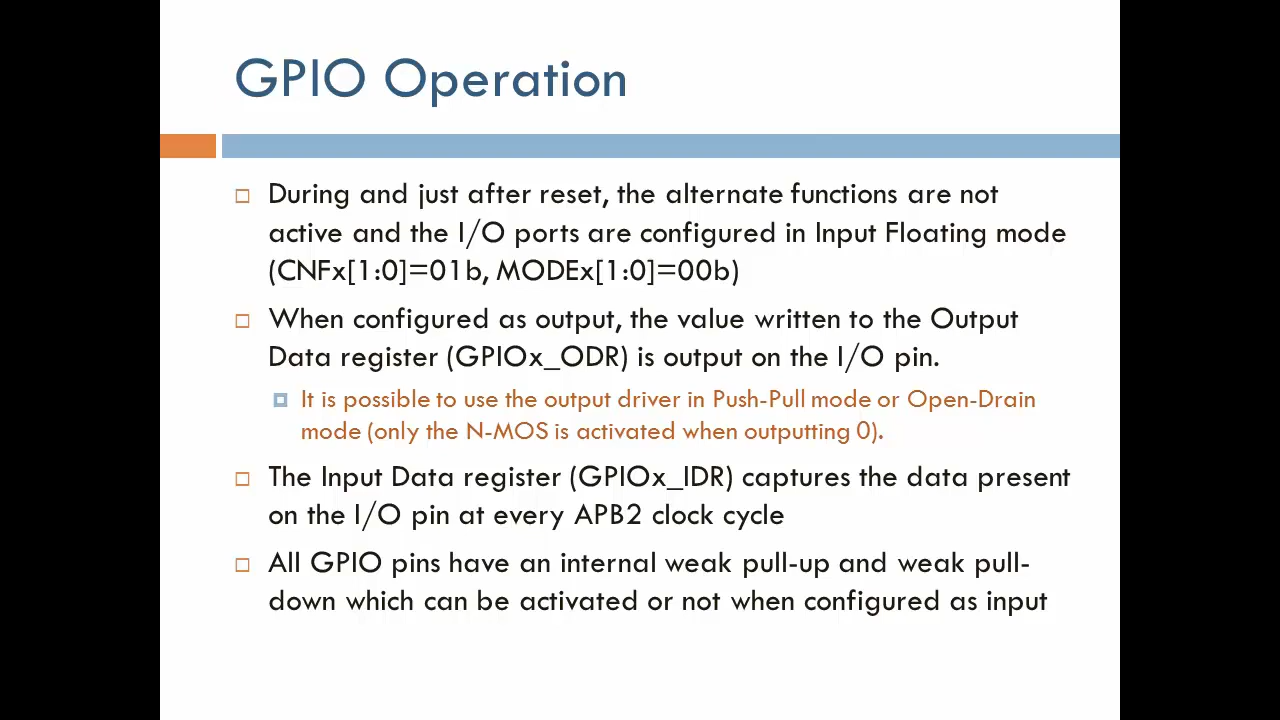 GPIO Operation
During and just after reset, the alternate functions are not
active and the I/O ports are configured in Input Floating mode
(CNFx[1:0]=01b, MODEx[1:0]=00b)
When configured as output, the value written to the Output
Data register (GPIOx_ODR) is output on the I/O pin.
It is possible to use the output driver in Push-Pull mode or Open-Drain
mode (only the N-MOS is activated when outputting 0).
The Input Data register (GPIOx_IDR) captures the data present
on the I/O pin at every APB2 clock cycle
All GPIO pins have an internal weak pull-up and weak pull-
down which can be activated or not when configured as input